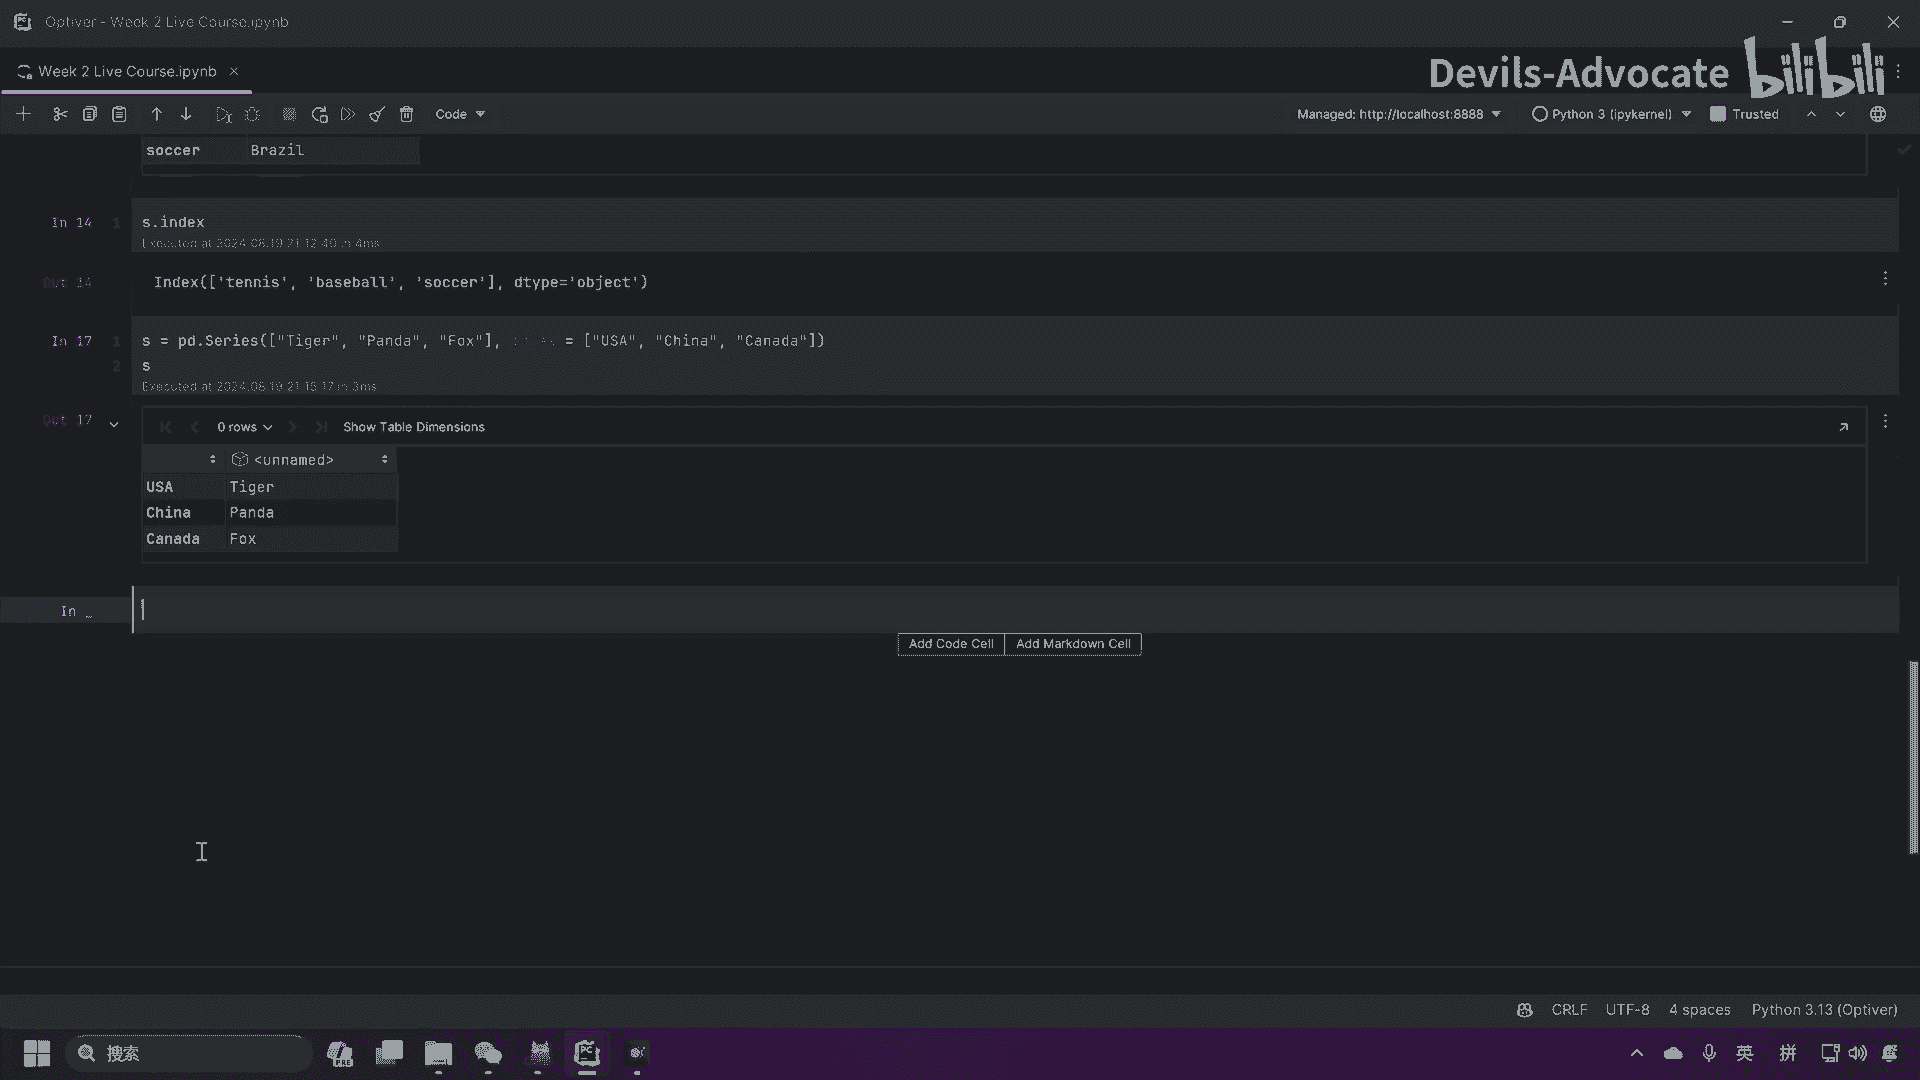 Optiver - Week 2 Live Course.ipynb
Week 2 Live Course.ipynb
Devils-Advocate bilibili
Code
Managed: http://localhost:8888
Python 3 (ipykernel)
Trusted
soccer Brazil
In 14 1 s.index
Executed at 2024.08.19 21:12:40 in 4ms
Out 14 Index(['tennis', 'baseball', 'soccer'], dtype='object')
In 17 1 s = pd.Series(["Tiger", "Panda", "Fox"], = ["USA", "China", "Canada"])
2 s
Executed at 2024.08.19 21:15:17 in 3ms
Out 17 0 rows Show Table Dimensions
<unnamed>
USA Tiger
China Panda
Canada Fox
In _
Add Code Cell Add Markdown Cell
CRLF UTF-8 4 spaces Python 3.13 (Optiver)
搜索
PRE
PC
英
拼